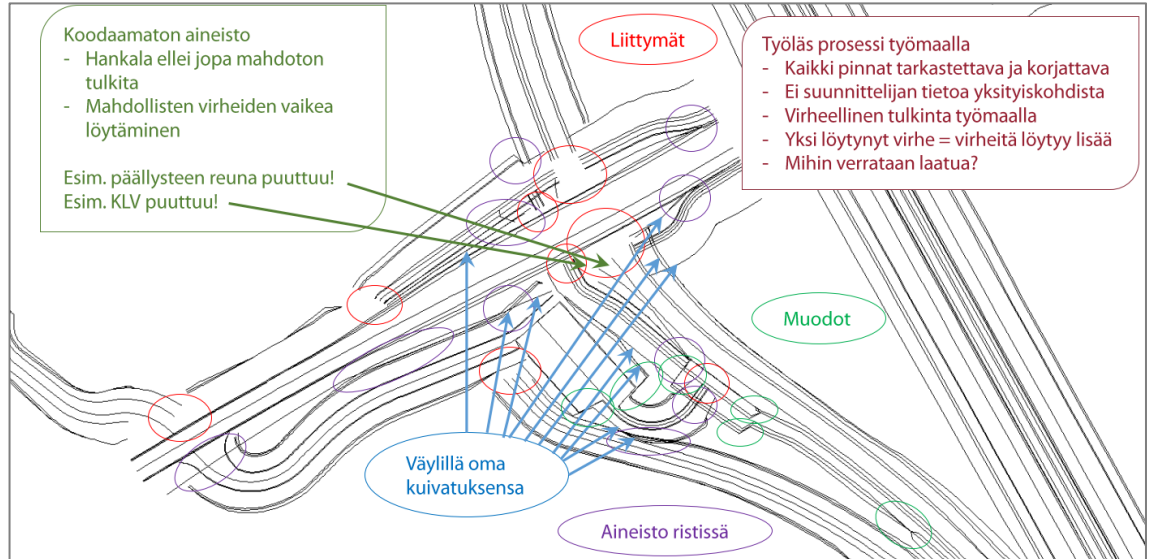 Koodaamaton aineisto
- Hankala ellei jopa mahdoton
tulkita
- Mahdollisten virheiden vaikea
löytäminen
Esim. päällysteen reuna puuttuu!
Esim. KLV puuttuu!
Liittymät
Työläs prosessi työmaalla
- Kaikki pinnat tarkastettava ja korjattava
- Ei suunnittelijan tietoa yksityiskohdista
- Virheellinen tulkinta työmaalla
- Yksi löytynyt virhe = virheitä löytyy lisää
- Mihin verrataan laatua?
Muodot
Väylillä oma
kuivatuksensa
Aineisto ristissä